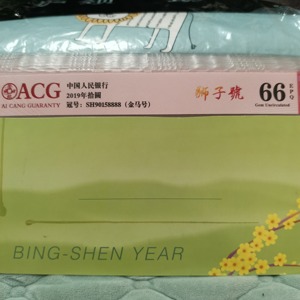 ACG
AI CANG GUARANTY
中国人民银行
2019年拾圆
冠号：SH90158888（金马号）
狮子號
66
EPQ
Gem Uncirculated
BING-SHEN YEAR